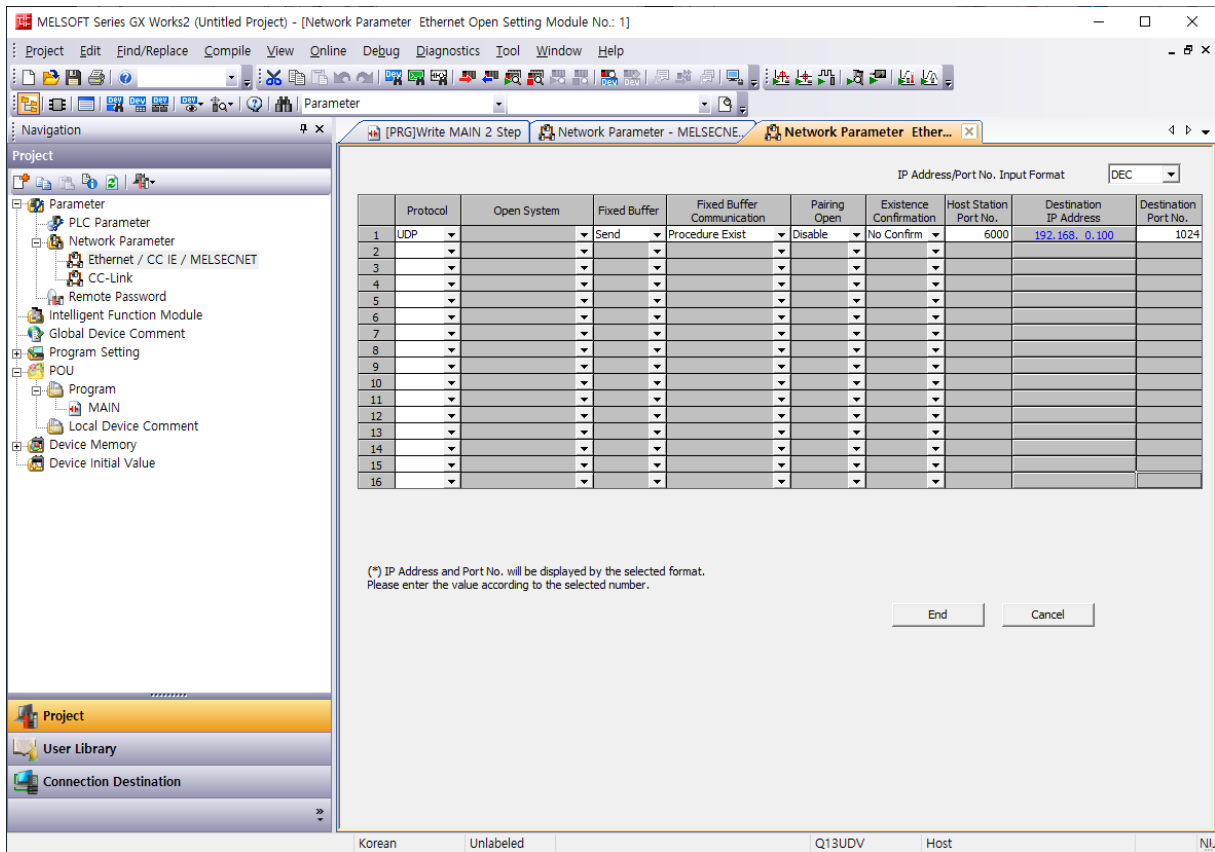 MELSOFT Series GX Works2 (Untitled Project) - [Network Parameter  Ethernet Open Setting Module No.: 1]
Project Edit Find/Replace Compile View Online Debug Diagnostics Tool Window Help
Parameter
Navigation
[PRG]Write MAIN 2 Step
Network Parameter - MELSECNE...
Network Parameter  Ether...
Project
IP Address/Port No. Input Format DEC
Protocol Open System Fixed Buffer Fixed Buffer Communication Pairing Open Existence Confirmation Host Station Port No. Destination IP Address Destination Port No.
1 UDP Send Procedure Exist Disable No Confirm 6000 192.168. 0.100 1024
2
3
4
5
6
7
8
9
10
11
12
13
14
15
16
Parameter
PLC Parameter
Network Parameter
Ethernet / CC IE / MELSECNET
CC-Link
Remote Password
Intelligent Function Module
Global Device Comment
Program Setting
POU
Program
MAIN
Local Device Comment
Device Memory
Device Initial Value
(*) IP Address and Port No. will be displayed by the selected format.
Please enter the value according to the selected number.
End Cancel
Project
User Library
Connection Destination
Korean Unlabeled Q13UDV Host